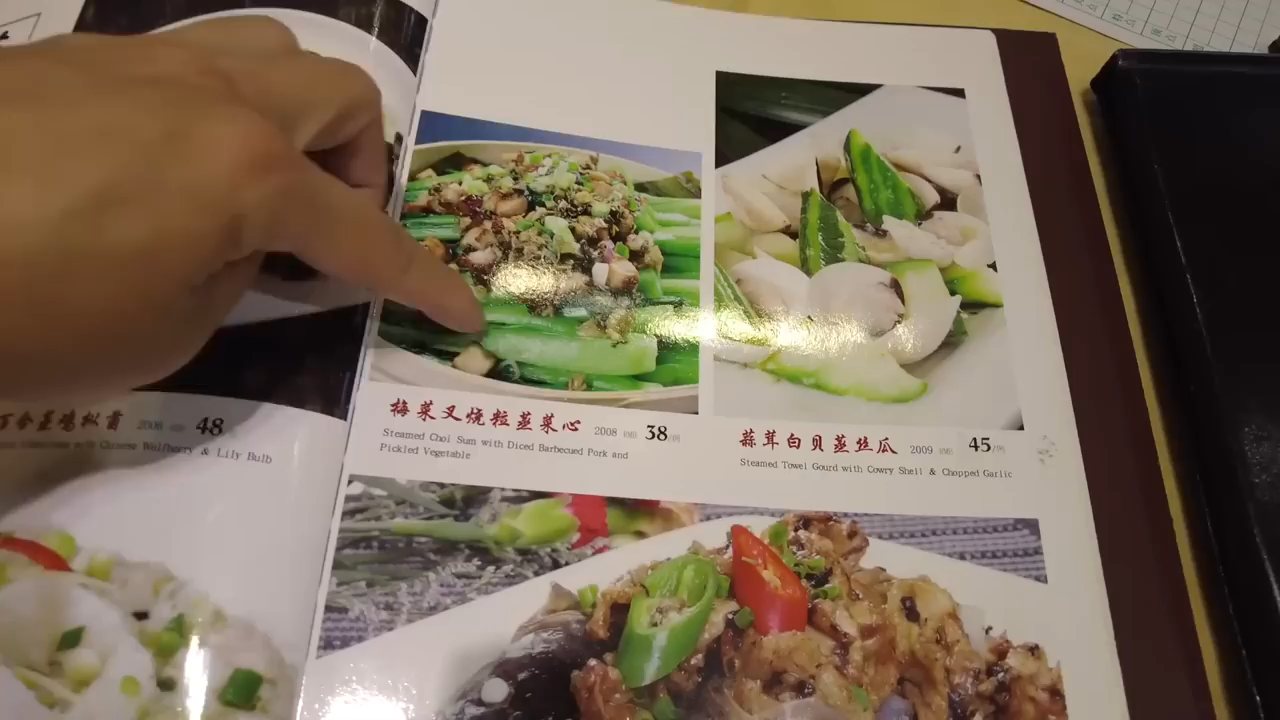 48
Chinese Wolfberry & Lily Bulb
梅菜叉烧粒蒸菜心 2008 38
Steamed Choi Sum with Diced Barbecued Pork and
Pickled Vegetable
蒜茸白贝蒸丝瓜 2009 45
Steamed Towel Gourd with Cowry Shell & Chopped Garlic